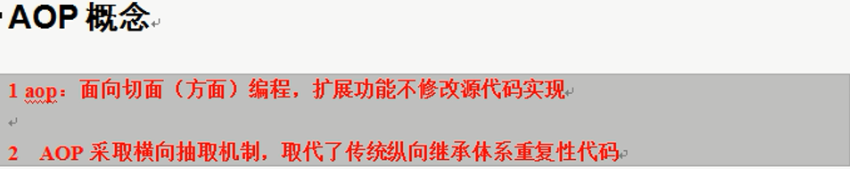 AOP 概念
1 aop：面向切面（方面）编程，扩展功能不修改源代码实现
2 AOP 采取横向抽取机制，取代了传统纵向继承体系重复性代码